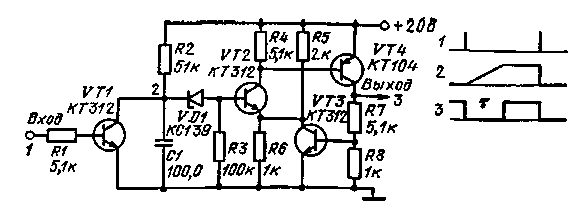 R4
5,1к
R5
2к
+20В
R2
51к
VT2
КТ312
VT4
КТ104
1
VT1
КТ312
2
Выход
3
2
Вход
VD1
КС139
VT3
КТ312
R7
5,1к
3
τ
1
R1
5,1к
C1
100,0
R3
100к
R6
1к
R8
1к